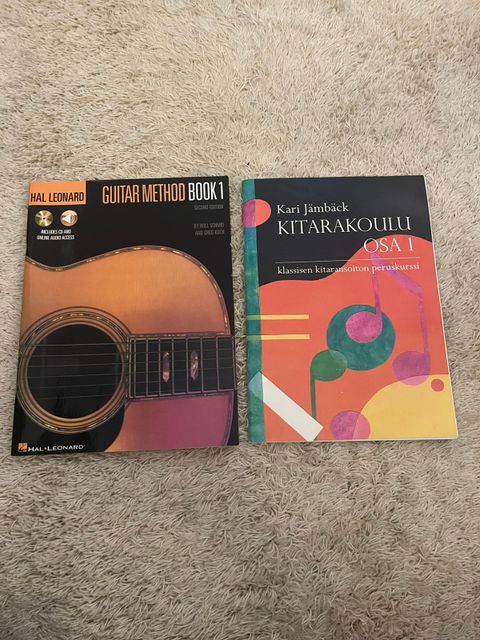 HAL LEONARD
GUITAR METHOD BOOK 1
SECOND EDITION
BY WILL SCHMID
AND GREG KOCH
INCLUDES CD AND
ONLINE AUDIO ACCESS
HAL•LEONARD®
Kari Jämbäck
KITARAKOULU
OSA 1
klassisen kitaransoiton peruskurssi